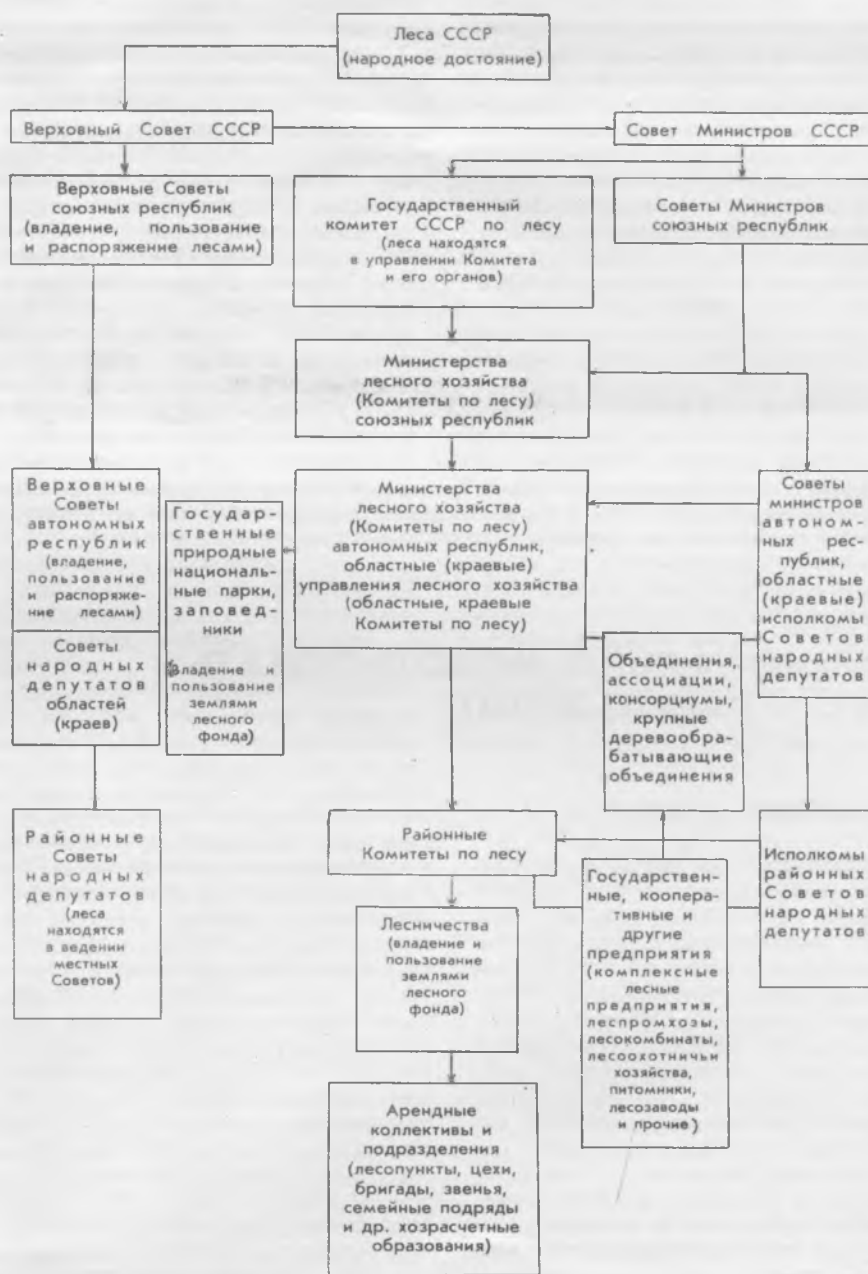 Леса СССР
(народное достояние)
Верховный Совет СССР
Совет Министров СССР
Верховные Советы
союзных республик
(владение, пользование
и распоряжение лесами)
Государственный
комитет СССР по лесу
(леса находятся
в управлении Комитета
и его органов)
Советы Министров
союзных республик
Министерства
лесного хозяйства
(Комитеты по лесу)
союзных республик
Верховные
Советы
автономных
республик
(владение,
пользование
и распоряже-
ние лесами)
Советы
народных
депутатов
областей
(краев)
Государ-
ственные
природные
националь-
ные парки,
заповед-
ники
владение и
пользование
землями
лесного
фонда)
Министерства
лесного хозяйства
(Комитеты по лесу)
автономных республик,
областные (краевые)
управления лесного хозяйства
(областные, краевые
Комитеты по лесу)
Советы
министров
автоном-
ных рес-
публик,
областные
(краевые)
исполкомы
Советов
народных
депутатов
Объединения,
ассоциации,
консорциумы,
крупные
деревообра-
батывающие
объединения
Районные
Советы
народных
депутатов
(леса
находятся
в ведении
местных
Советов)
Районные
Комитеты по лесу
Государствен-
ные, коопера-
тивные и
другие
предприятия
(комплексные
лесные
предприятия,
леспромхозы,
лесокомбинаты,
лесоохотничьи
хозяйства,
питомники,
лесозаводы
и прочие)
Исполкомы
районных
Советов
народных
депутатов
Лесничества
(владение и
пользование
землями
лесного
фонда)
Арендные
коллективы и
подразделения
(лесопункты, цехи,
бригады, звенья,
семейные подряды
и др. хозрасчетные
образования)